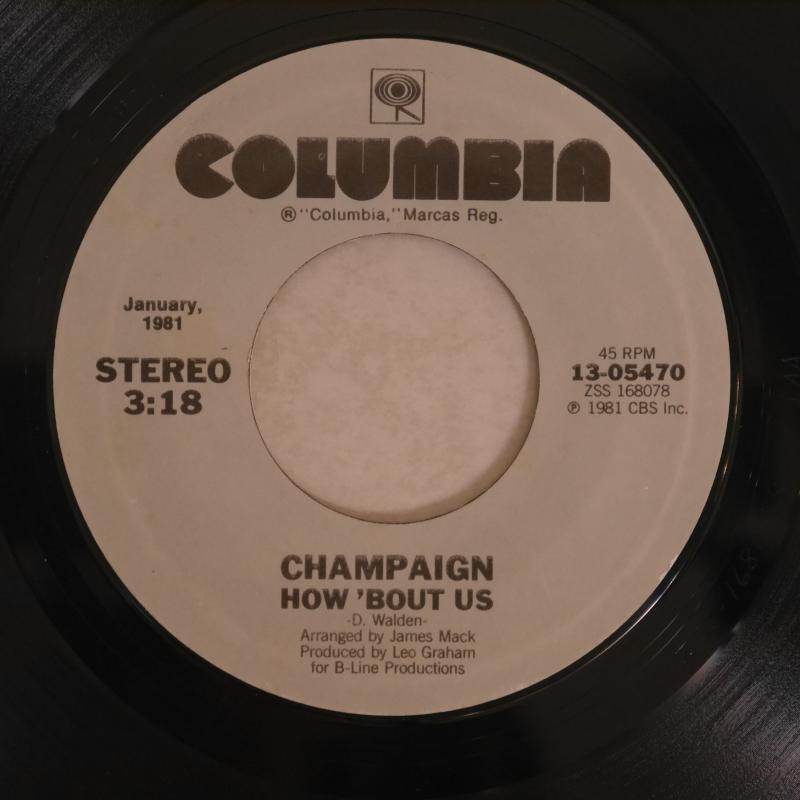 COLUMBIA
®"Columbia," Marcas Reg.
January,
1981
STEREO
3:18
45 RPM
13-05470
ZSS 168078
℗ 1981 CBS Inc.
CHAMPAIGN
HOW 'BOUT US
-D. Walden-
Arranged by James Mack
Produced by Leo Graham
for B-Line Productions